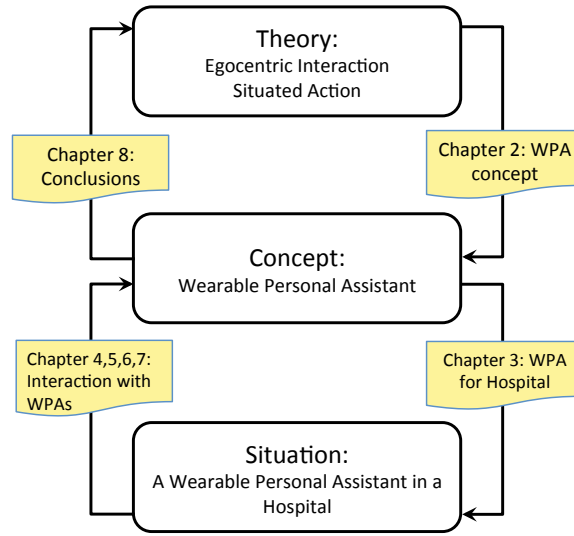 Theory:
Egocentric Interaction
Situated Action
Chapter 8:
Conclusions
Chapter 2: WPA
concept
Concept:
Wearable Personal Assistant
Chapter 4,5,6,7:
Interaction with
WPAs
Chapter 3: WPA
for Hospital
Situation:
A Wearable Personal Assistant in a
Hospital